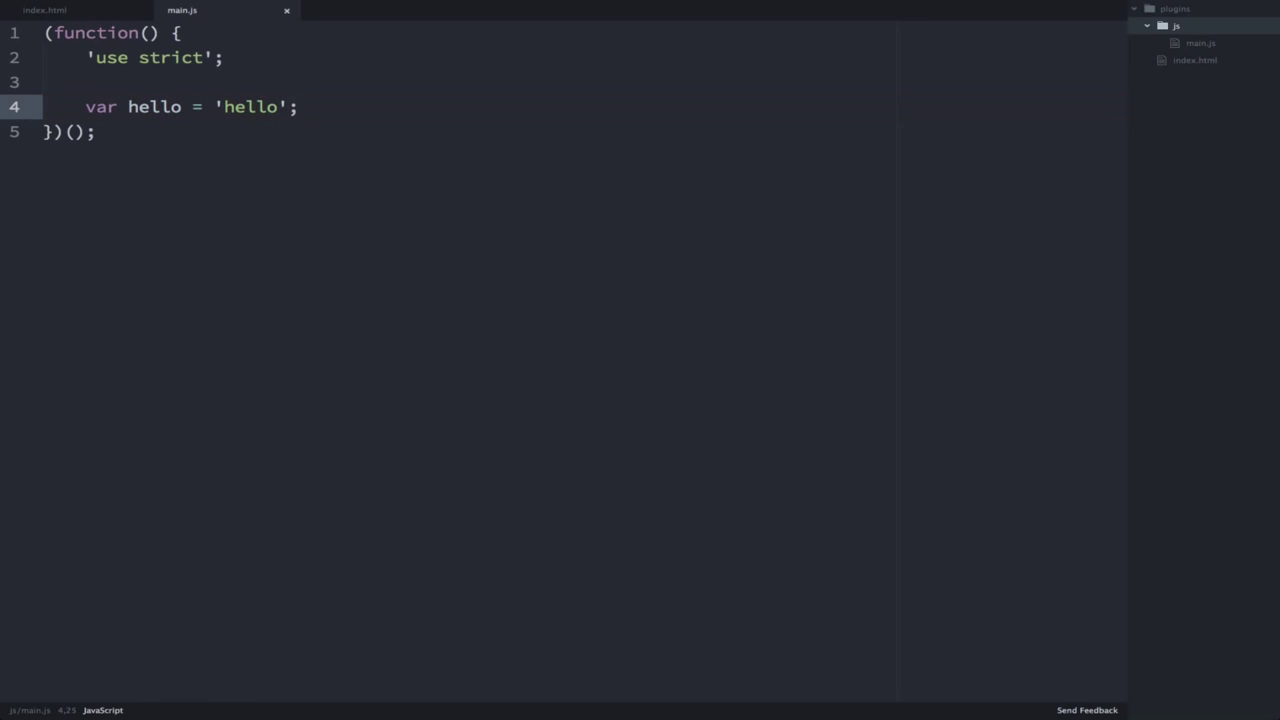 index.html
main.js
×
1 (function() {
2     'use strict';
3
4     var hello = 'hello';
5 })();
plugins
js
main.js
index.html
js/main.js 4,25 JavaScript
Send Feedback